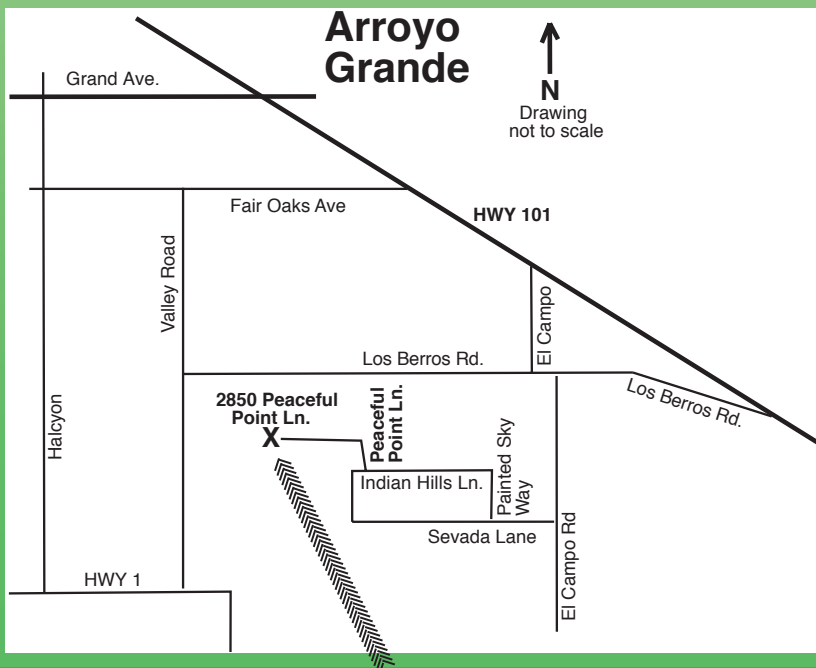 Arroyo
Grande
N
Drawing
not to scale
Grand Ave.
Fair Oaks Ave
HWY 101
Valley Road
El Campo
Los Berros Rd.
Los Berros Rd.
2850 Peaceful
Point Ln.
X
Peaceful
Point Ln.
Halcyon
Indian Hills Ln.
Painted Sky
Way
Sevada Lane
El Campo Rd
HWY 1